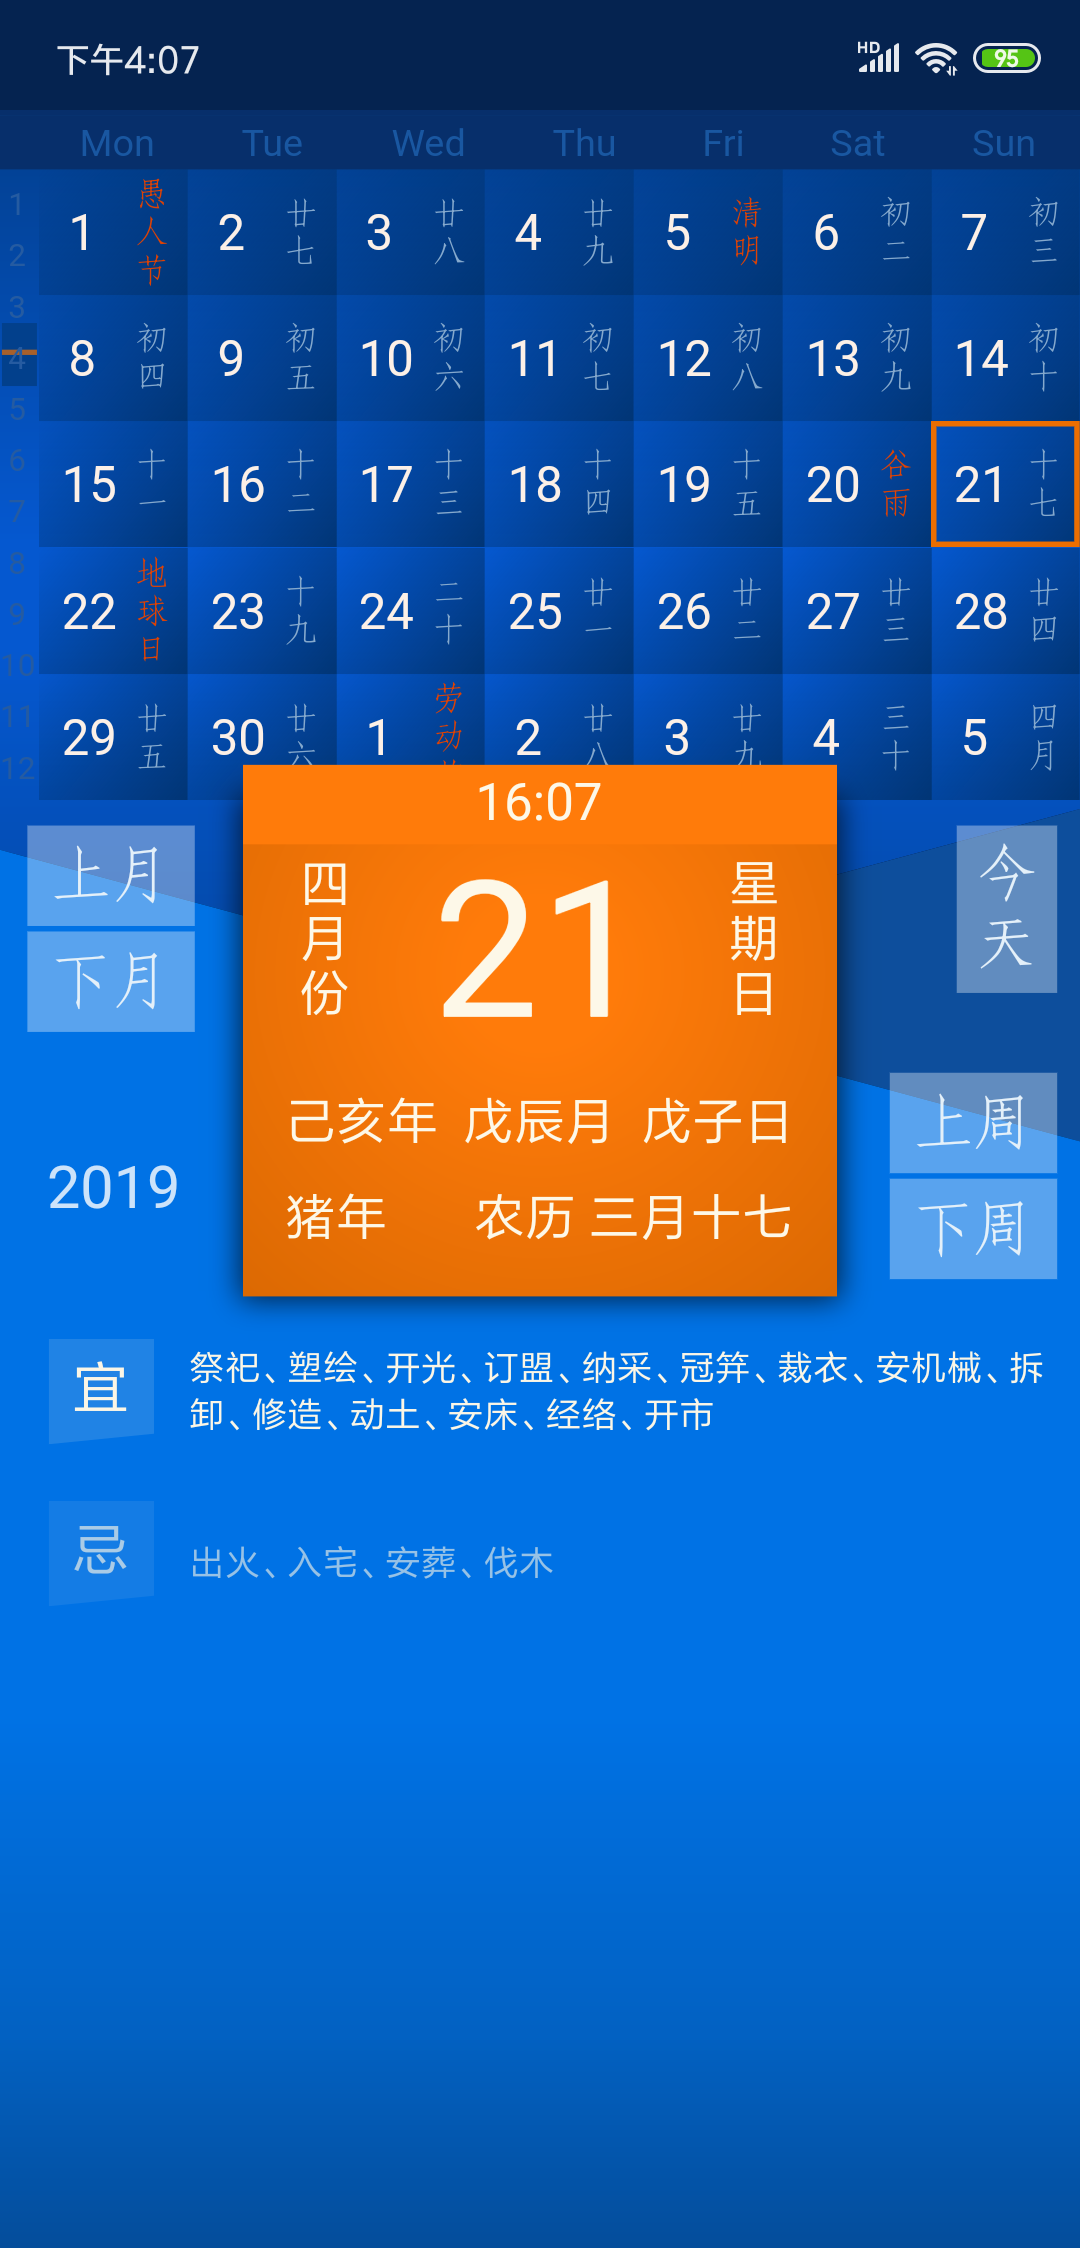 下午4:07 HD 95
Mon Tue Wed Thu Fri Sat Sun
1 愚人节 2 廿七 3 廿八 4 廿九 5 清明 6 初二 7 初三
8 初四 9 初五 10 初六 11 初七 12 初八 13 初九 14 初十
15 十一 16 十二 17 十三 18 十四 19 十五 20 谷雨 21 十七
22 地球日 23 十九 24 二十 25 廿一 26 廿二 27 廿三 28 廿四
29 廿五 30 廿六 1 劳动 2 廿八 3 廿九 4 三十 5 四月
1
2
3
4
5
6
7
8
9
10
11
12
上月
下月
今天
16:07
四月份 21 星期日
己亥年 戊辰月 戊子日
猪年 农历 三月十七
2019
上周
下周
宜
祭祀、塑绘、开光、订盟、纳采、冠笄、裁衣、安机械、拆
卸、修造、动土、安床、经络、开市
忌
出火、入宅、安葬、伐木